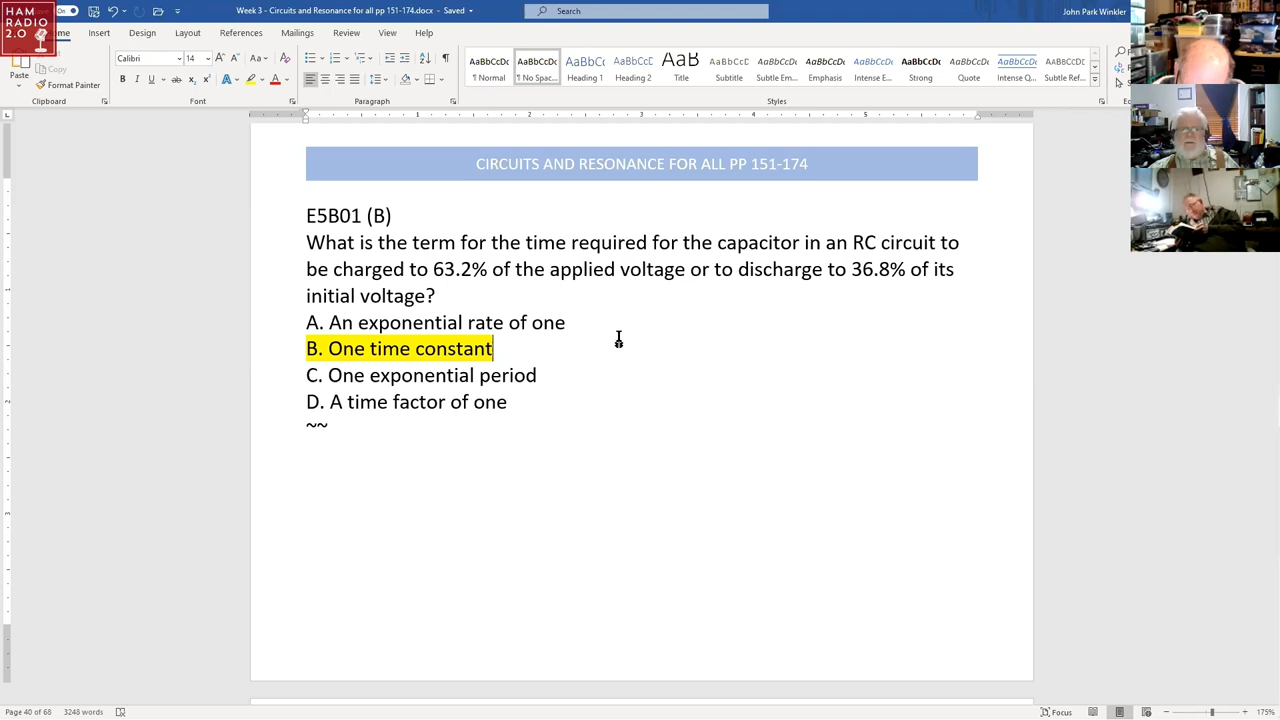 HAM
RADIO
2.0
On
Week 3 – Circuits and Resonance for all pp 151-174.docx - Saved
Search
John Park Winkler
Insert
Design
Layout
References
Mailings
Review
View
Help
Paste
Copy
Format Painter
Clipboard
Calibri
14
Font
Paragraph
AaBbCcDc
¶ Normal
AaBbCcDc
¶ No Spac...
AaBbCc
Heading 1
AaBbCcC
Heading 2
AaB
Title
AaBbCcD
Subtitle
AaBbCcDc
Subtle Em...
AaBbCcDc
Emphasis
AaBbCcDc
Intense E...
AaBbCcDc
Strong
AaBbCcDc
Quote
AaBbCcDc
Intense Q...
AaBbCcDc
Subtle Ref...
Styles
CIRCUITS AND RESONANCE FOR ALL PP 151-174
E5B01 (B)
What is the term for the time required for the capacitor in an RC circuit to
be charged to 63.2% of the applied voltage or to discharge to 36.8% of its
initial voltage?
A. An exponential rate of one
B. One time constant
C. One exponential period
D. A time factor of one
~~
Page 40 of 68
3248 words
Focus
175%